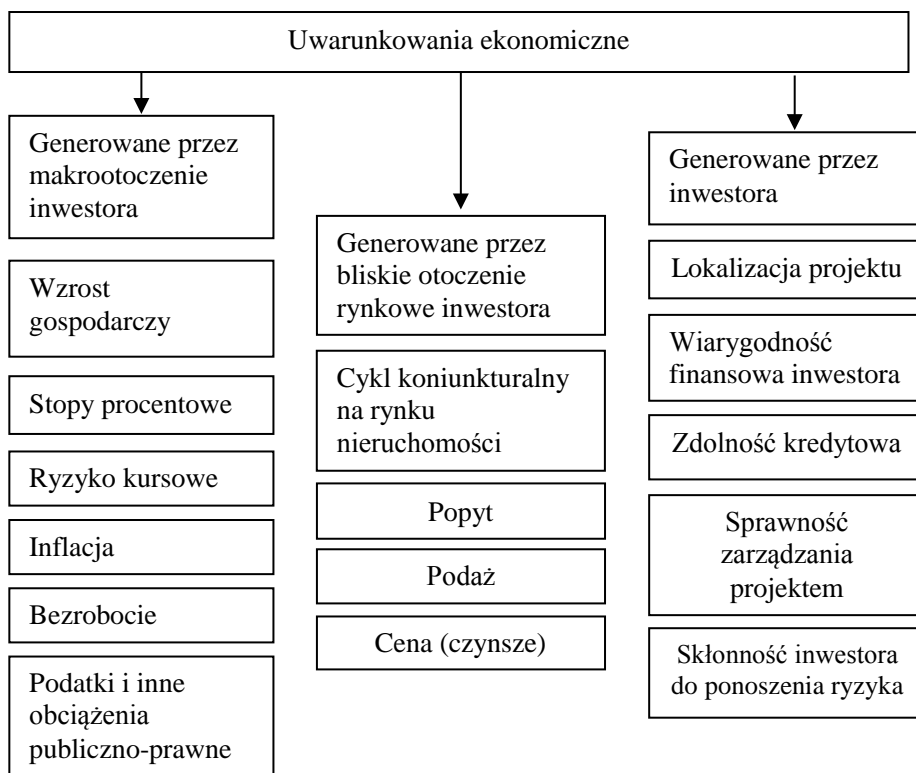 Uwarunkowania ekonomiczne
Generowane przez
makrootoczenie
inwestora
Wzrost
gospodarczy
Stopy procentowe
Ryzyko kursowe
Inflacja
Bezrobocie
Podatki i inne
obciążenia
publiczno-prawne
Generowane przez
bliskie otoczenie
rynkowe inwestora
Cykl koniunkturalny
na rynku
nieruchomości
Popyt
Podaż
Cena (czynsze)
Generowane przez
inwestora
Lokalizacja projektu
Wiarygodność
finansowa inwestora
Zdolność kredytowa
Sprawność
zarządzania
projektem
Skłonność inwestora
do ponoszenia ryzyka